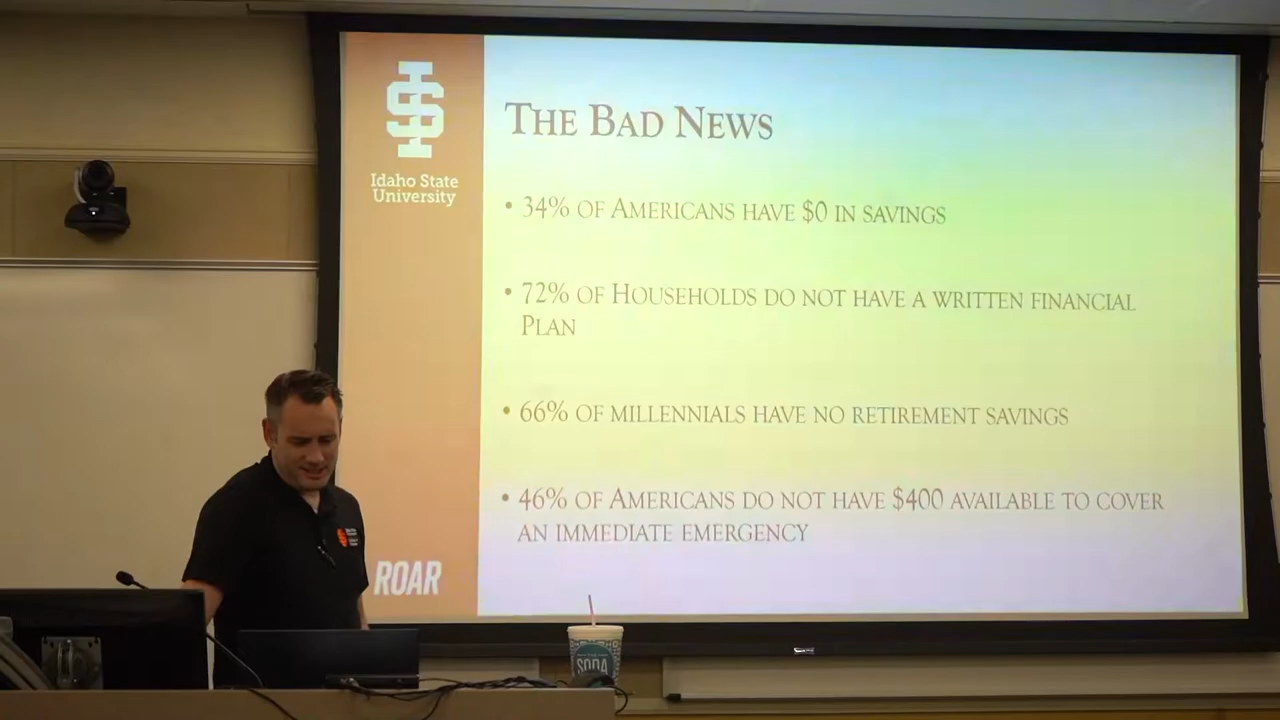 Idaho State
University
THE BAD NEWS
• 34% OF AMERICANS HAVE $0 IN SAVINGS
• 72% OF HOUSEHOLDS DO NOT HAVE A WRITTEN FINANCIAL
PLAN
• 66% OF MILLENNIALS HAVE NO RETIREMENT SAVINGS
• 46% OF AMERICANS DO NOT HAVE $400 AVAILABLE TO COVER
AN IMMEDIATE EMERGENCY
ROAR
SODA